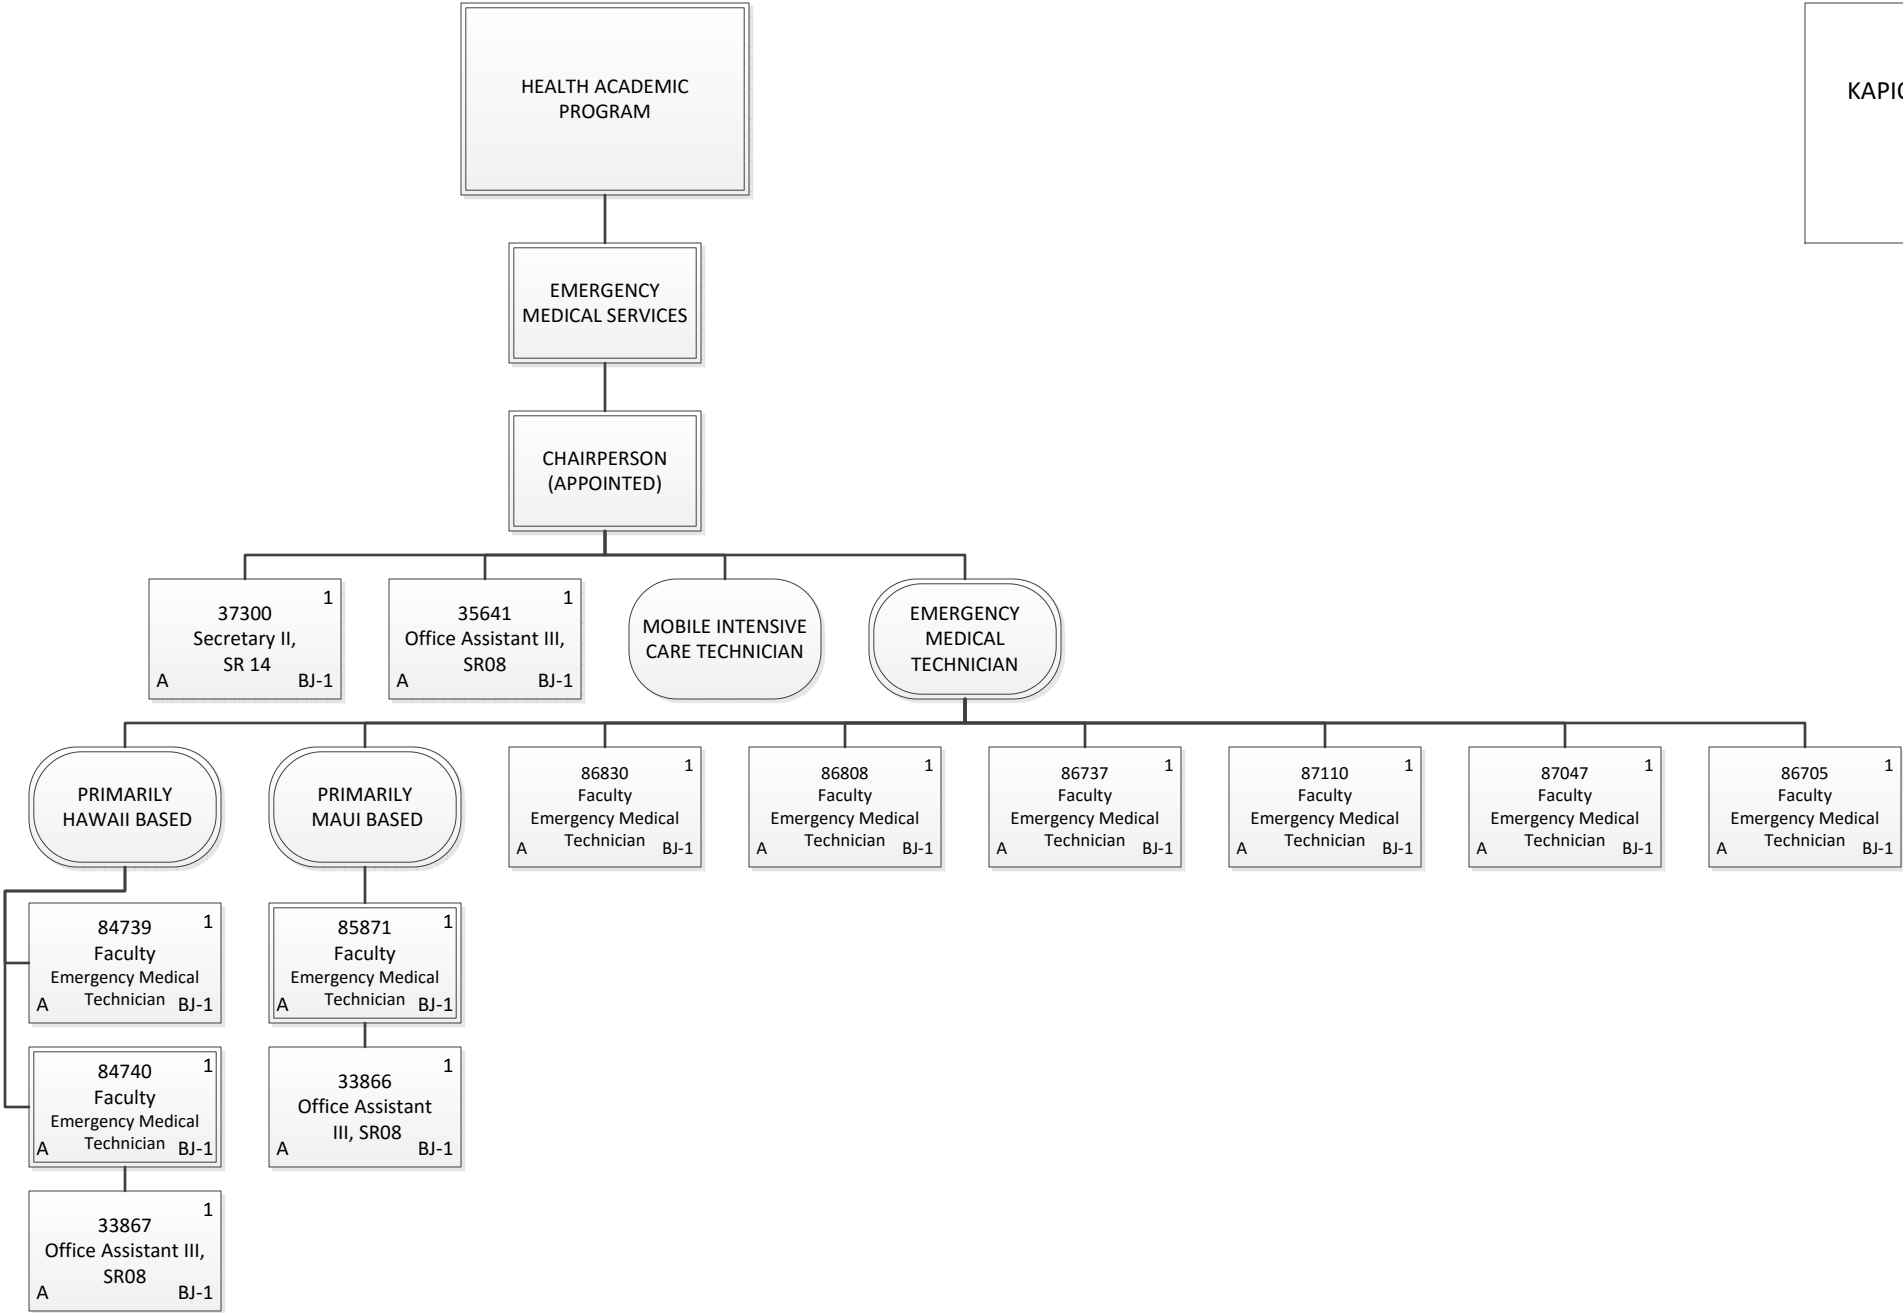 HEALTH ACADEMIC
PROGRAM
EMERGENCY
MEDICAL SERVICES
CHAIRPERSON
(APPOINTED)
1
37300
Secretary II,
SR 14
A BJ-1
1
35641
Office Assistant III,
SR08
A BJ-1
MOBILE INTENSIVE
CARE TECHNICIAN
EMERGENCY
MEDICAL
TECHNICIAN
PRIMARILY
HAWAII BASED
PRIMARILY
MAUI BASED
86830 1
Faculty
Emergency Medical
Technician
A BJ-1
86808 1
Faculty
Emergency Medical
Technician
A BJ-1
86737 1
Faculty
Emergency Medical
Technician
A BJ-1
87110 1
Faculty
Emergency Medical
Technician
A BJ-1
87047 1
Faculty
Emergency Medical
Technician
A BJ-1
86705 1
Faculty
Emergency Medical
Technician
A BJ-1
84739 1
Faculty
Emergency Medical
Technician
A BJ-1
84740 1
Faculty
Emergency Medical
Technician
A BJ-1
1
33867
Office Assistant III,
SR08
A BJ-1
85871 1
Faculty
Emergency Medical
Technician
A BJ-1
1
33866
Office Assistant
III, SR08
A BJ-1